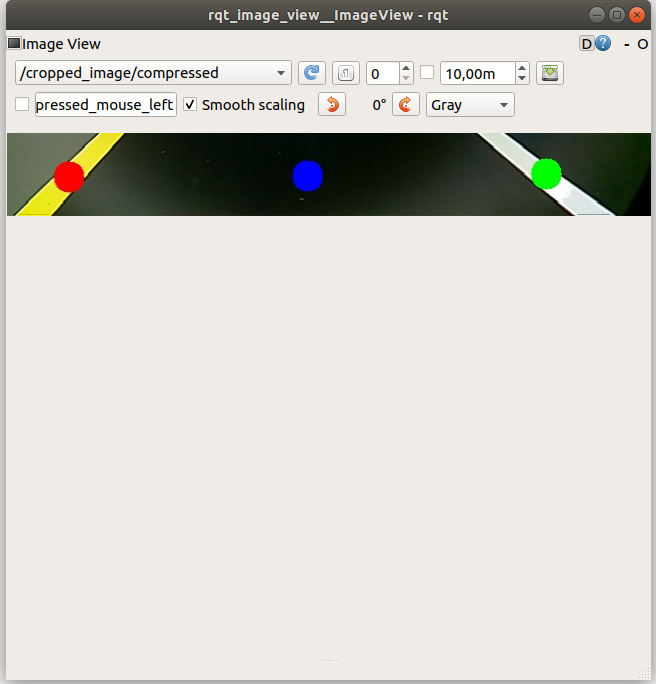 rqt_image_view__ImageView - rqt
Image View D ? - O
/cropped_image/compressed 0 10,00m
pressed_mouse_left Smooth scaling 0° Gray